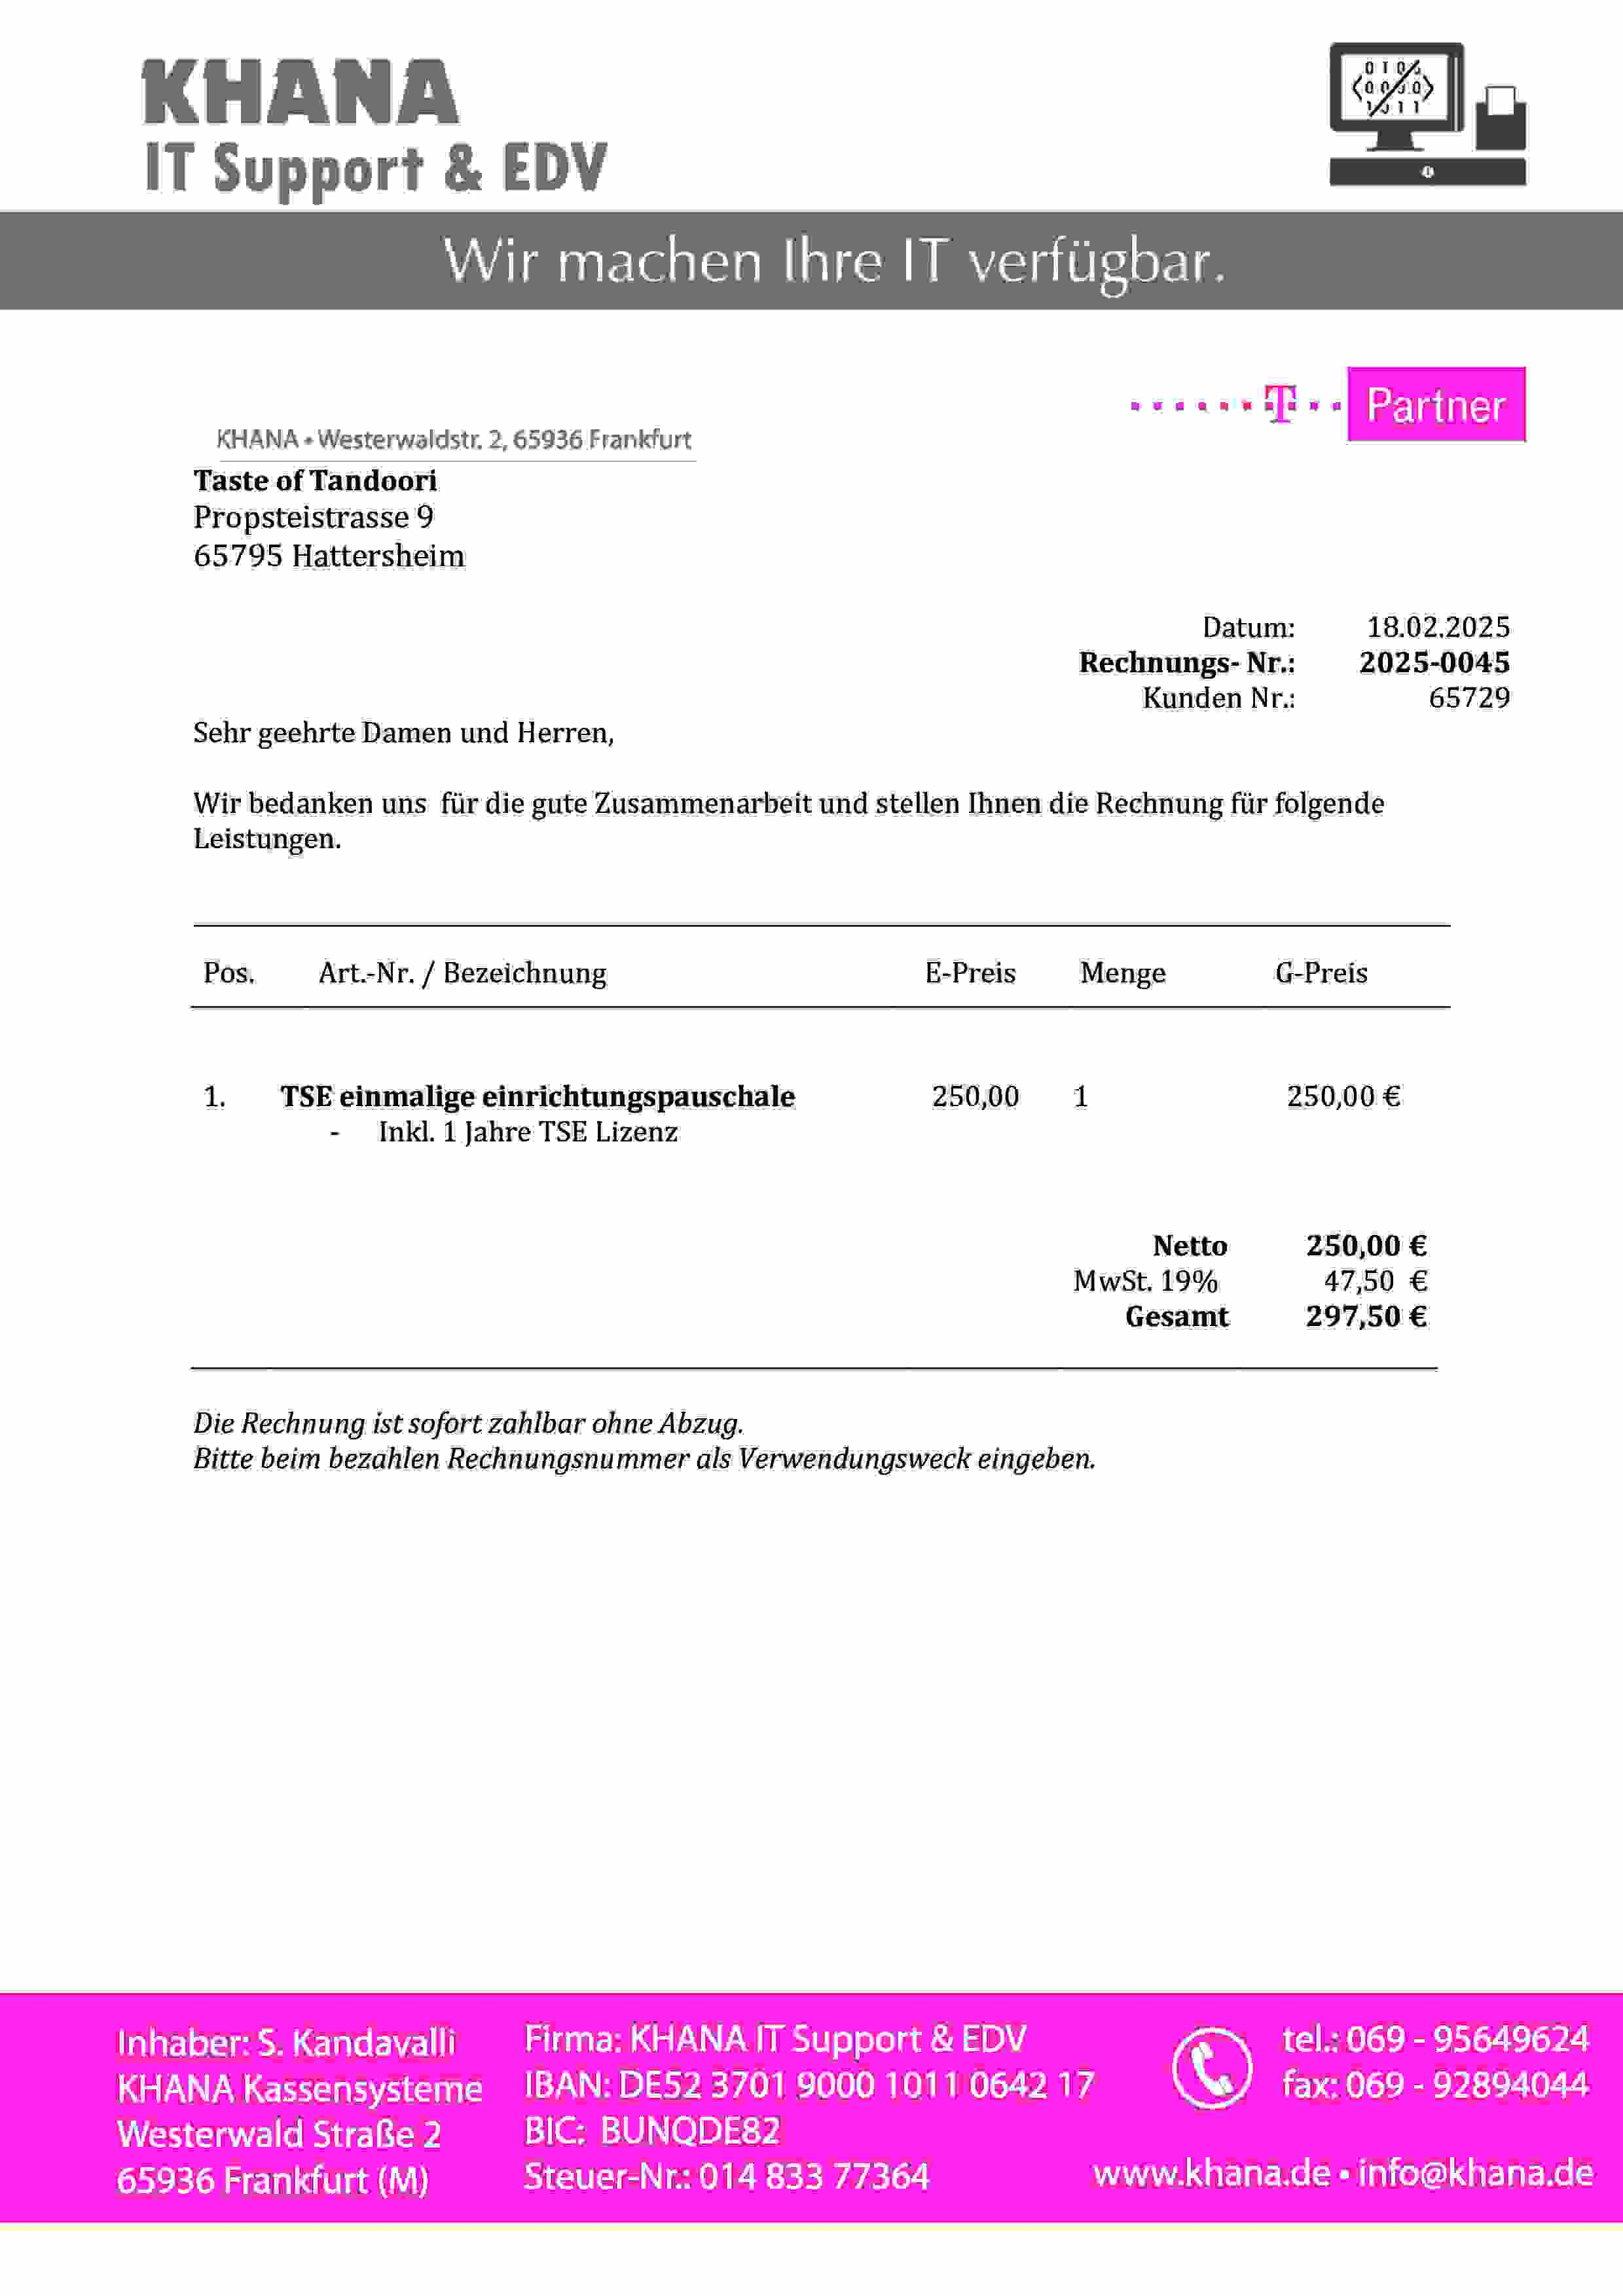 KHANA
IT Support & EDV
Wir machen Ihre IT verfügbar.
T Partner
KHANA • Westerwaldstr. 2, 65936 Frankfurt
Taste of Tandoori
Propsteistrasse 9
65795 Hattersheim
Datum: 18.02.2025
Rechnungs- Nr.: 2025-0045
Kunden Nr.: 65729
Sehr geehrte Damen und Herren,
Wir bedanken uns für die gute Zusammenarbeit und stellen Ihnen die Rechnung für folgende
Leistungen.
Pos. Art.-Nr. / Bezeichnung E-Preis Menge G-Preis
1. TSE einmalige einrichtungspauschale 250,00 1 250,00 €
- Inkl. 1 Jahre TSE Lizenz
Netto 250,00 €
MwSt. 19% 47,50 €
Gesamt 297,50 €
Die Rechnung ist sofort zahlbar ohne Abzug.
Bitte beim bezahlen Rechnungsnummer als Verwendungsweck eingeben.
Inhaber: S. Kandavalli
KHANA Kassensysteme
Westerwald Straße 2
65936 Frankfurt (M)
Firma: KHANA IT Support & EDV
IBAN: DE52 3701 9000 1011 0642 17
BIC: BUNQDE82
Steuer-Nr.: 014 833 77364
tel.: 069 - 95649624
fax: 069 - 92894044
www.khana.de • info@khana.de